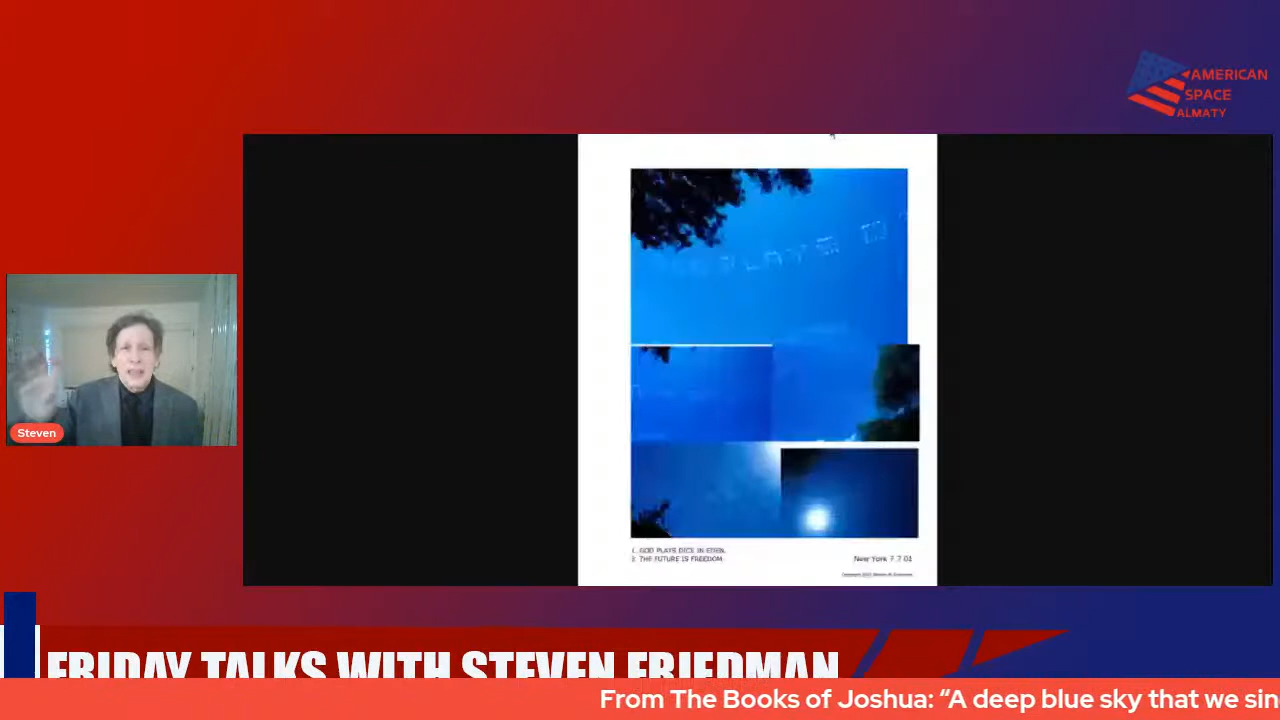 AMERICAN
SPACE
ALMATY
PLAYS D
Steven
1. GOD PLAYS DICE IN EDEN.
2. THE FUTURE IS FREEDOM
New York 7 7 01
FRIDAY TALKS WITH STEVEN FRIEDMAN
From The Books of Joshua: “A deep blue sky that we sin